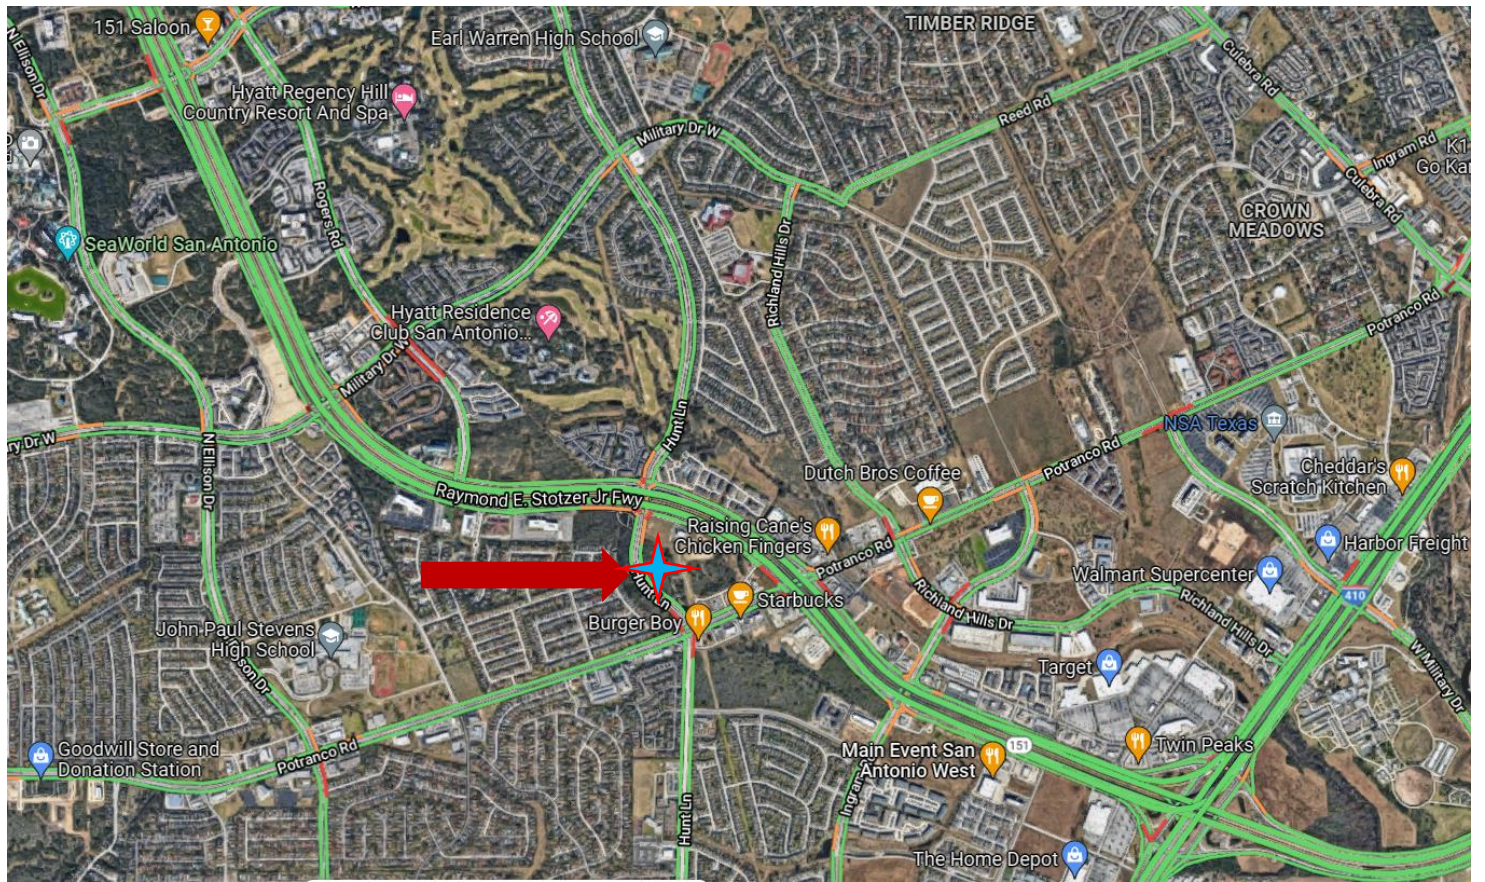 151 Saloon
Earl Warren High School
TIMBER RIDGE
N Ellison Dr
Culebra Rd
Hyatt Regency Hill
Country Resort And Spa
Military Dr W
Reed Rd
Ingram Rd
K1
Go Kar
Culebra Rd
Rogers Rd
CROWN
MEADOWS
SeaWorld San Antonio
Richland Hills Dr
Potranco Rd
Hyatt Residence
Club San Antonio...
Military Dr W
Hunt Ln
NSA Texas
ry Dr W
N Ellison Dr
Potranco Rd
Dutch Bros Coffee
Cheddar's
Scratch Kitchen
Raymond E. Stotzer Jr Fwy
Raising Cane's
Chicken Fingers
Potranco Rd
Harbor Freight
Walmart Supercenter
410
Hunt Ln
Starbucks
Richland Hills Dr
Richland Hills Dr
Burger Boy
John Paul Stevens
High School
W Military Dr
Target
Goodwill Store and
Donation Station
Potranco Rd
Main Event San
Antonio West
151
Twin Peaks
Hunt Ln
The Home Depot